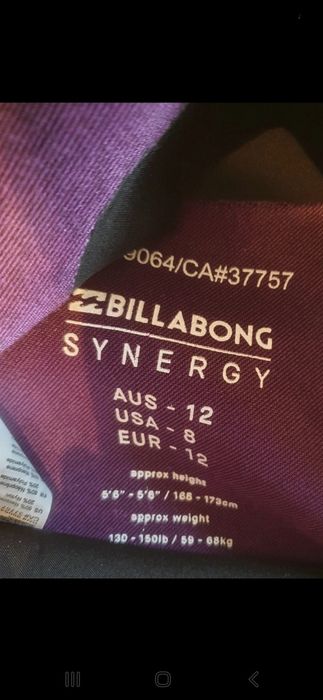 9064/CA#37757
BILLABONG
SYNERGY
AUS - 12
USA - 8
EUR - 12
approx height
5'6" - 5'8" / 168 - 173cm
approx weight
130 - 150lb / 59 - 68kg